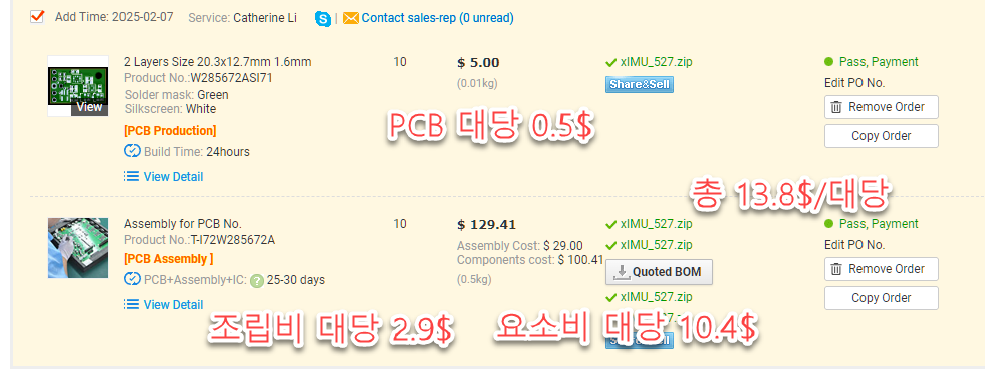 Add Time: 2025-02-07 Service: Catherine Li | Contact sales-rep (0 unread)
2 Layers Size 20.3x12.7mm 1.6mm 10 $ 5.00 xIMU_527.zip Pass, Payment
Product No.:W285672ASI71 (0.01kg) Share&Sell Edit PO No.
Solder mask: Green
Silkscreen: White
View
Remove Order
[PCB Production]
Copy Order
Build Time: 24hours
View Detail
PCB 대당 0.5$
총 13.8$/대당
Assembly for PCB No. 10 $ 129.41 xIMU_527.zip Pass, Payment
Product No.:T-I72W285672A Assembly Cost: $ 29.00 xIMU_527.zip Edit PO No.
[PCB Assembly ] Components cost: $ 100.41
Quoted BOM
Remove Order
PCB+Assembly+IC: ? 25-30 days (0.5kg)
View Detail xIMU_527.zip Copy Order
조립비 대당 2.9$ 요소비 대당 10.4$